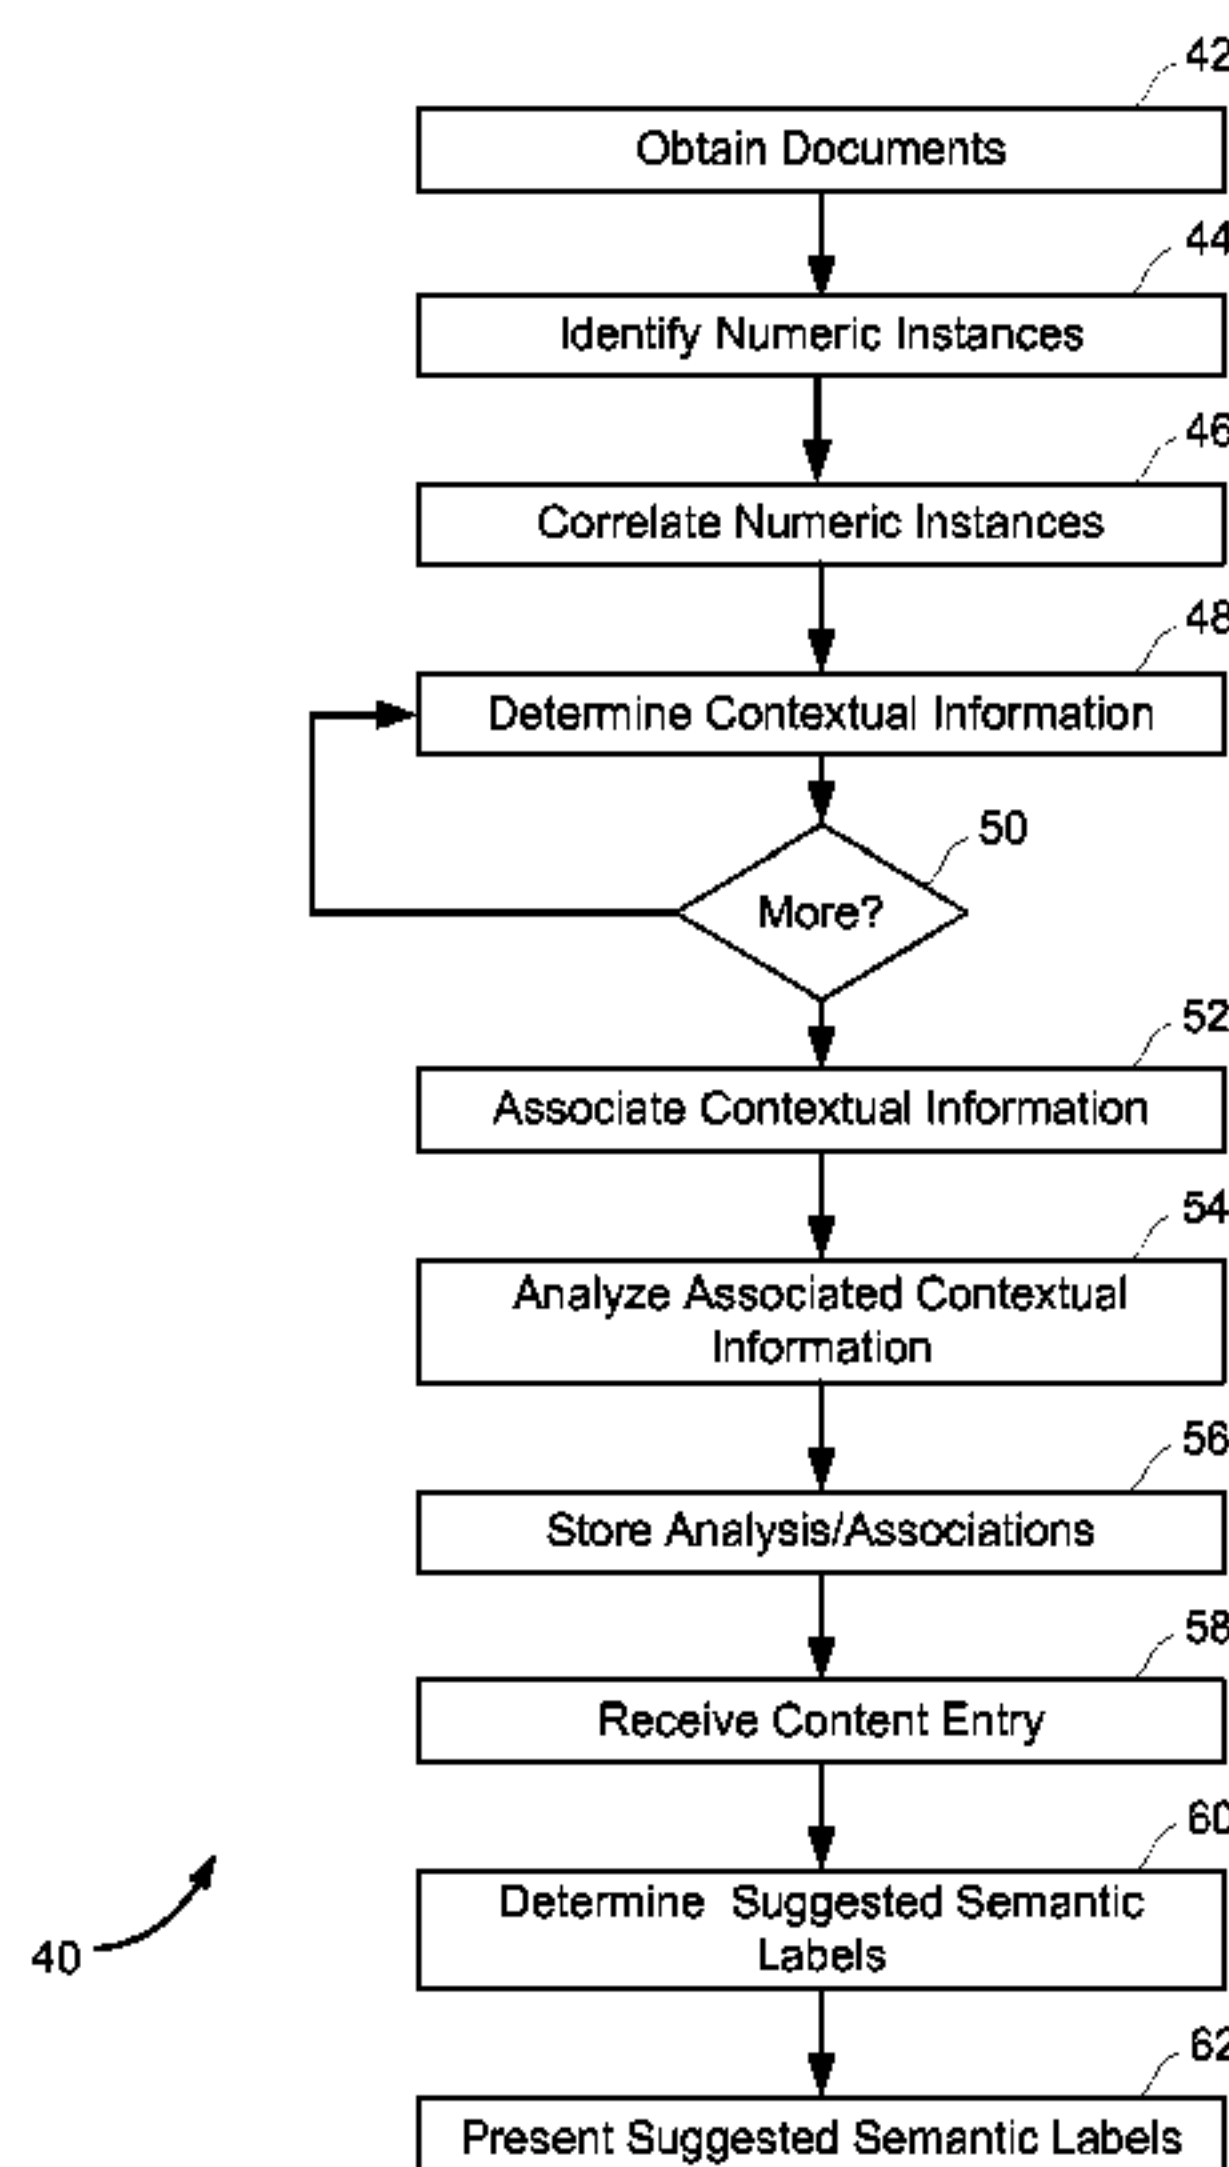 42
Obtain Documents
44
Identify Numeric Instances
46
Correlate Numeric Instances
48
Determine Contextual Information
50
More?
52
Associate Contextual Information
54
Analyze Associated Contextual
Information
56
Store Analysis/Associations
58
Receive Content Entry
60
Determine Suggested Semantic
Labels
40
62
Present Suggested Semantic Labels